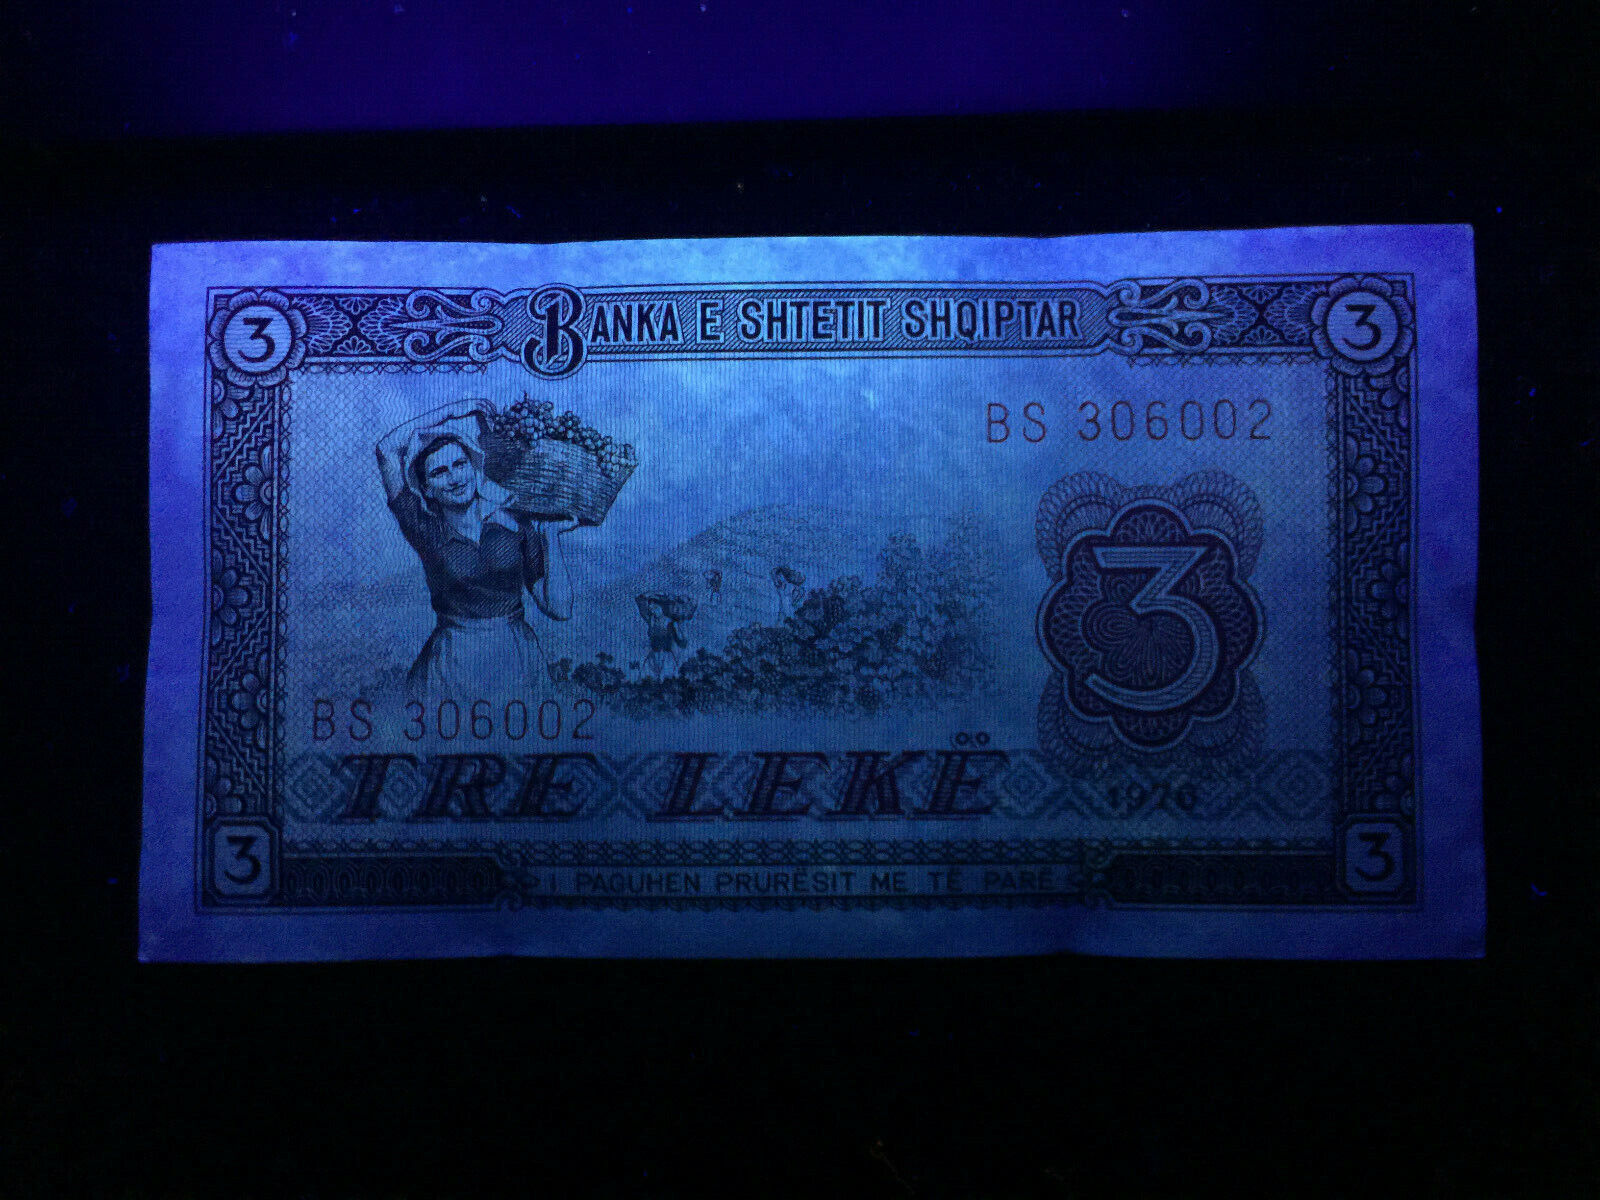 3 BANKA E SHTETIT SHQIPTAR 3
BS 306002
3
BS 306002
TRE LEKË
1976
3 I PAGUHEN PRURËSIT ME TË PARË 3